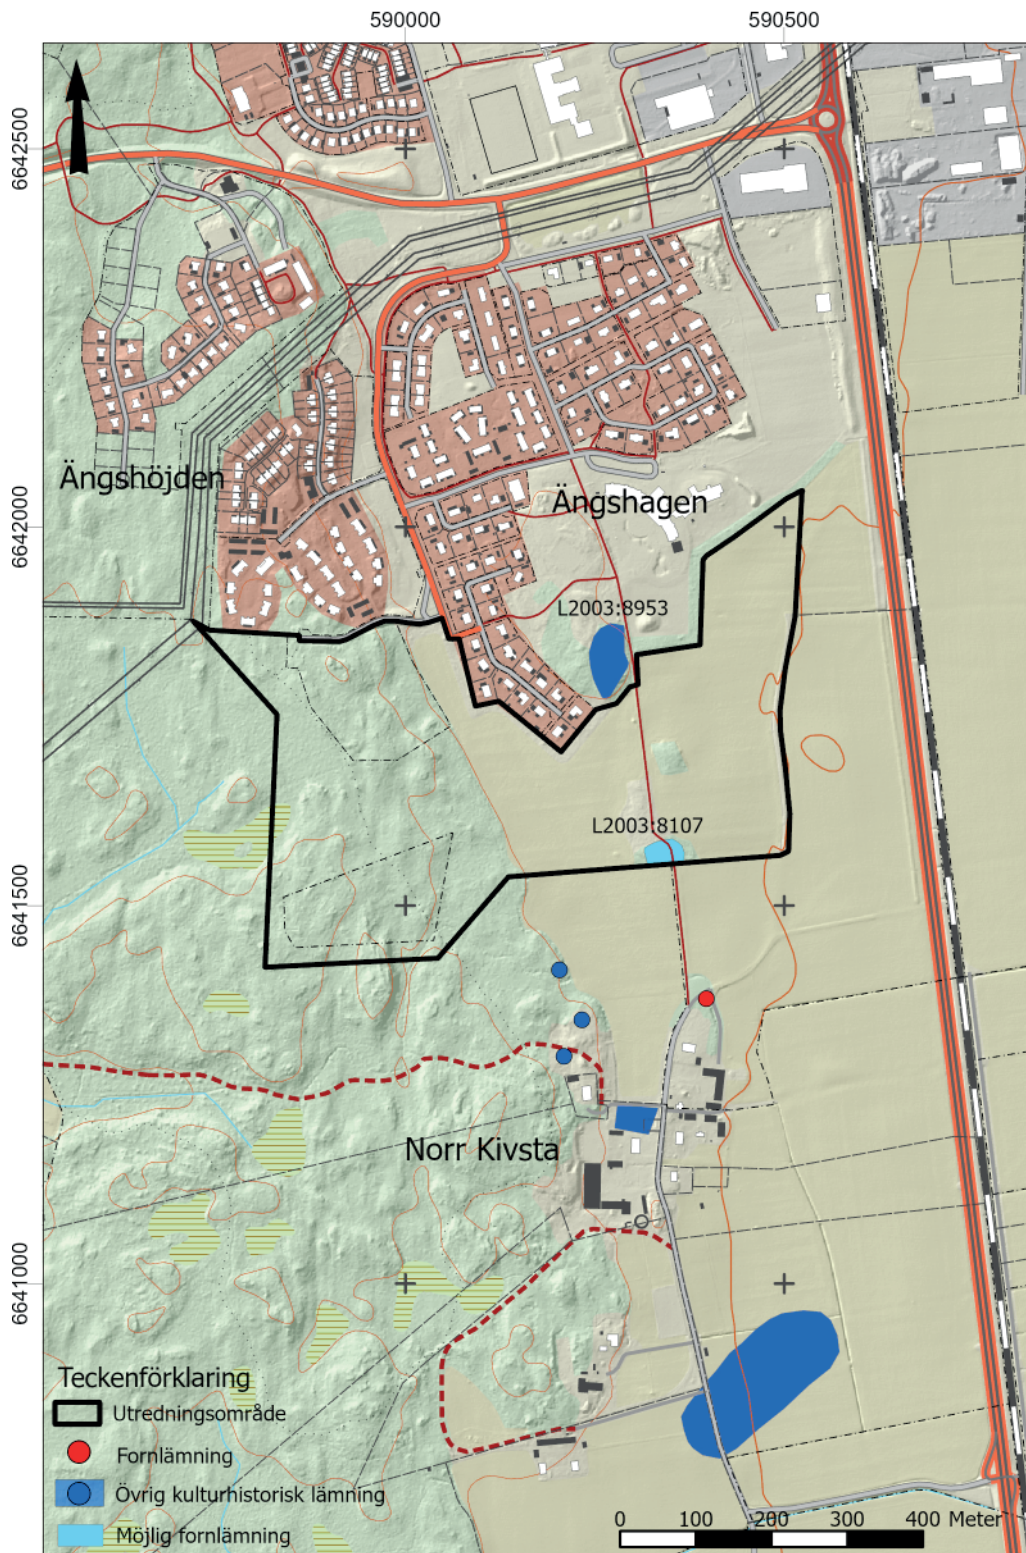 590000
590500
6642500
Ängshöjden
Ängshagen
6642000
L2003:8953
L2003:8107
6641500
Norr Kivsta
6641000
Teckenförklaring
Utredningsområde
Fornlämning
Övrig kulturhistorisk lämning
Möjlig fornlämning
0 100 200 300 400 Meter